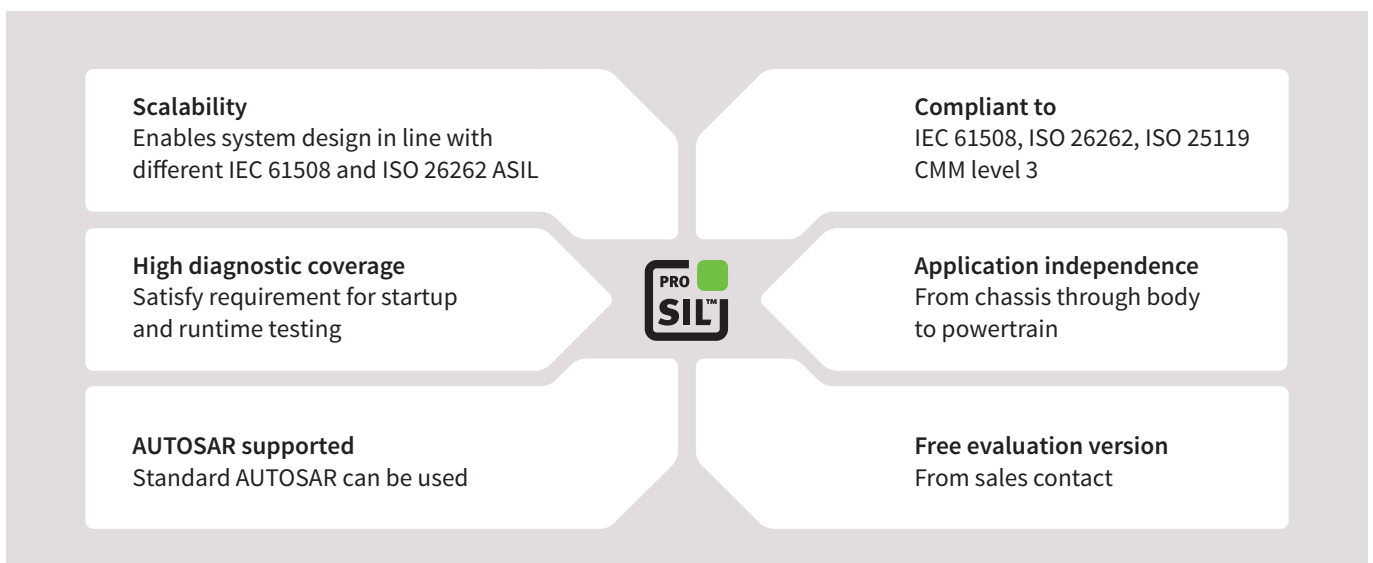 Scalability
Enables system design in line with
different IEC 61508 and ISO 26262 ASIL
High diagnostic coverage
Satisfy requirement for startup
and runtime testing
AUTOSAR supported
Standard AUTOSAR can be used
PRO
SIL™
Compliant to
IEC 61508, ISO 26262, ISO 25119
CMM level 3
Application independence
From chassis through body
to powertrain
Free evaluation version
From sales contact